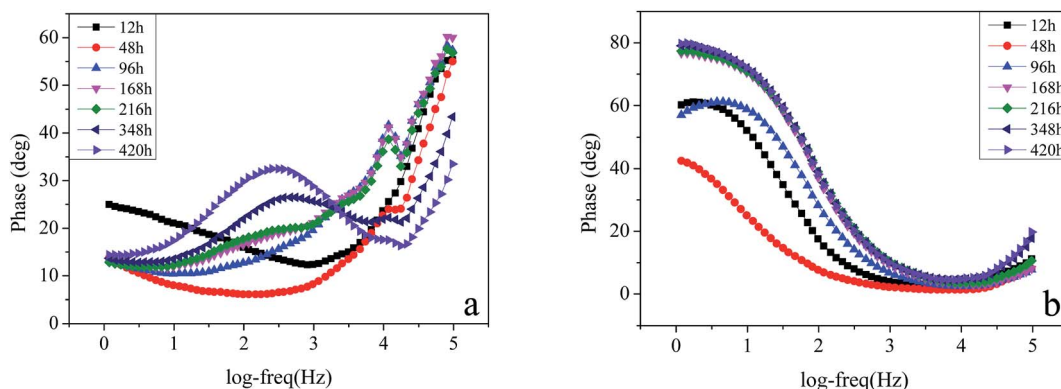 12h
48h
96h
168h
216h
348h
420h
60
50
40
30
20
10
0
Phase (deg)
0 1 2 3 4 5
log-freq(Hz)
a
12h
48h
96h
168h
216h
348h
420h
80
60
40
20
0
Phase (deg)
0 1 2 3 4 5
log-freq(Hz)
b